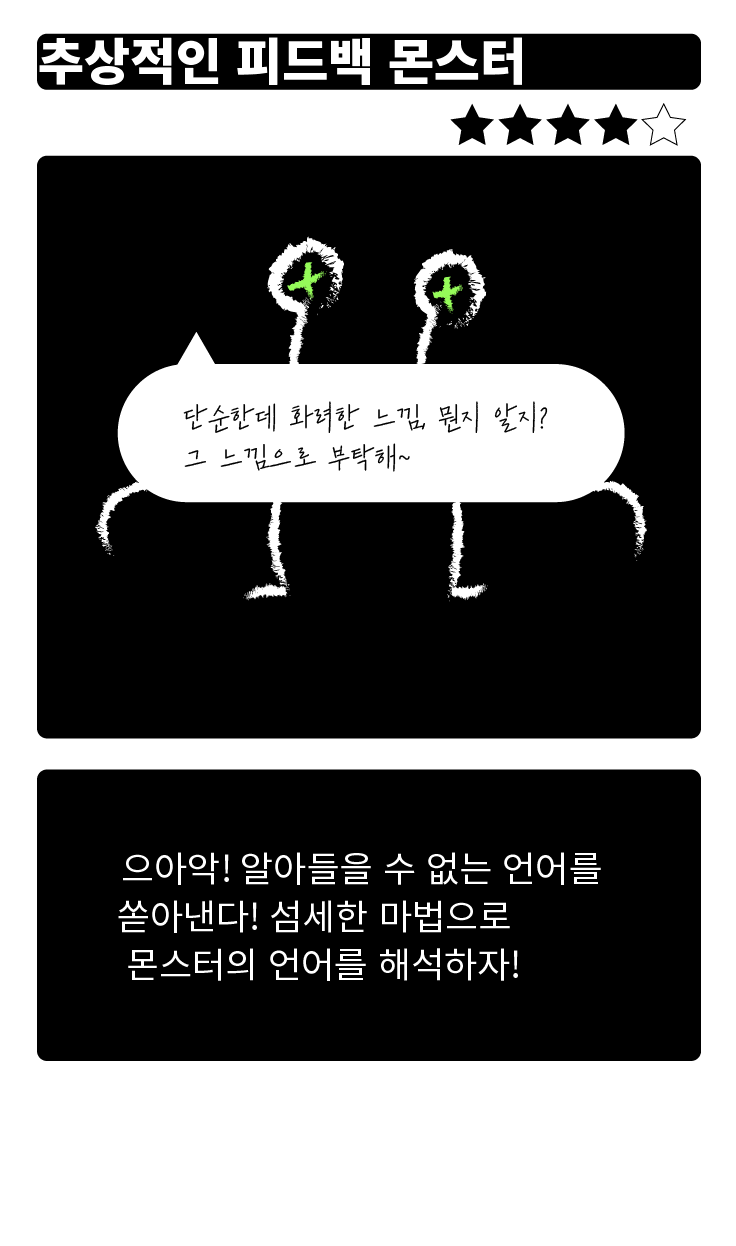 추상적인 피드백 몬스터
단순한데 화려한 느낌, 뭔지 알지?
그 느낌으로 부탁해~
으아악! 알아들을 수 없는 언어를
쏟아낸다! 섬세한 마법으로
몬스터의 언어를 해석하자!